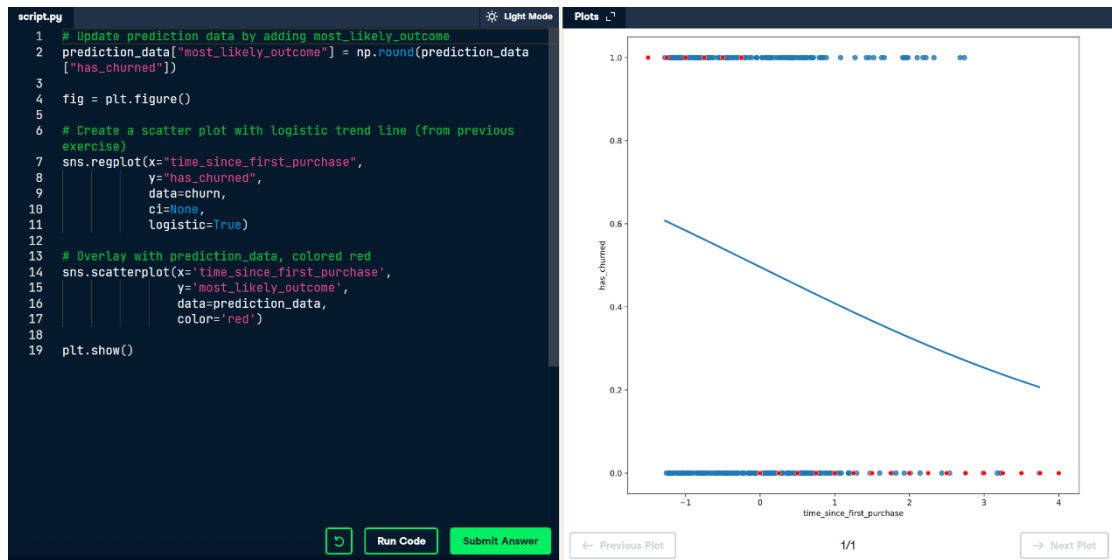 script.py
Light Mode
1 # Update prediction data by adding most_likely_outcome
2 prediction_data["most_likely_outcome"] = np.round(prediction_data
["has_churned"])
3
4 fig = plt.figure()
5
6 # Create a scatter plot with logistic trend line (from previous
exercise)
7 sns.regplot(x="time_since_first_purchase",
8 y="has_churned",
9 data=churn,
10 ci=None,
11 logistic=True)
12
13 # Overlay with prediction_data, colored red
14 sns.scatterplot(x='time_since_first_purchase',
15 y='most_likely_outcome',
16 data=prediction_data,
17 color='red')
18
19 plt.show()
Run Code
Submit Answer
Plots
1.0
0.8
0.6
0.4
0.2
0.0
has_churned
−1 0 1 2 3 4
time_since_first_purchase
← Previous Plot
1/1
→ Next Plot